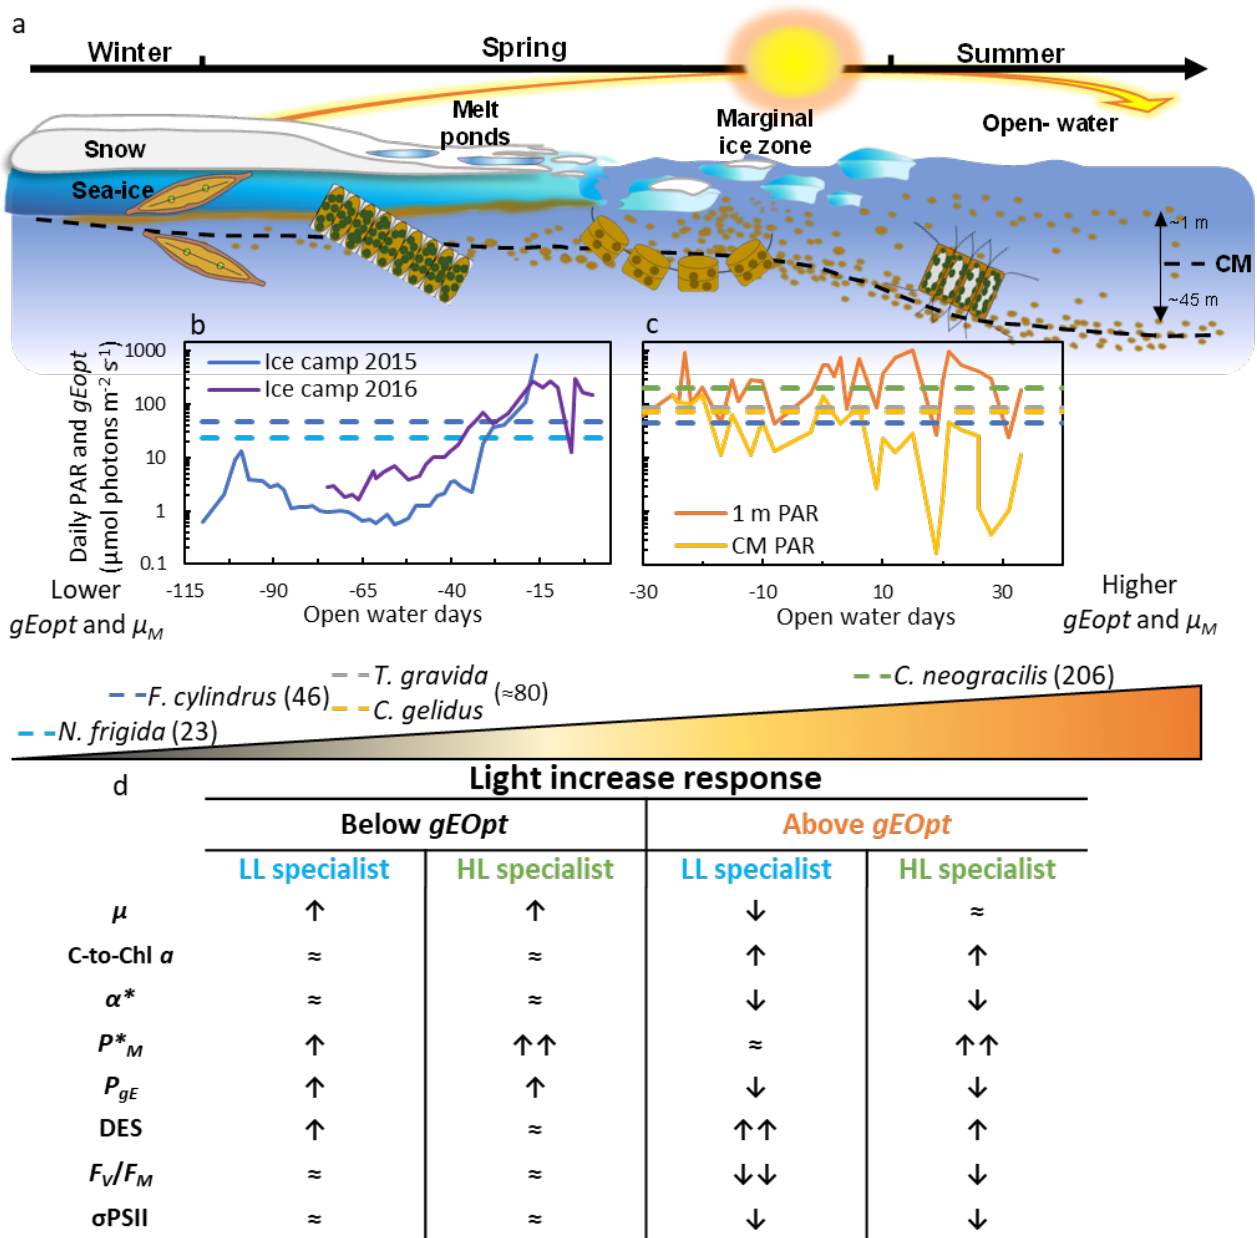 a
Winter
Spring
Summer
Melt
ponds
Marginal
ice zone
Open- water
Snow
Sea-ice
~1 m
CM
~45 m
b
c
Daily PAR and gEopt
(μmol photons m⁻² s⁻¹)
1000
100
10
1
0.1
Ice camp 2015
Ice camp 2016
1 m PAR
CM PAR
-115 -90 -65 -40 -15
Open water days
-30 -10 10 30
Open water days
Lower
gEopt and μM
Higher
gEopt and μM
T. gravida
F. cylindrus (46)
(≈80)
C. gelidus
N. frigida (23)
C. neogracilis (206)
d
Light increase response
Below gEOpt Above gEOpt
LL specialist HL specialist LL specialist HL specialist
μ ↑ ↑ ↓ ≈
C-to-Chl a ≈ ≈ ↑ ↑
α* ≈ ≈ ↓ ↓
P*M ↑ ↑↑ ≈ ↑↑
PgE ↑ ↑ ↓ ↓
DES ↑ ≈ ↑↑ ↑
FV/FM ≈ ≈ ↓↓ ↓
σPSII ≈ ≈ ↓ ↓